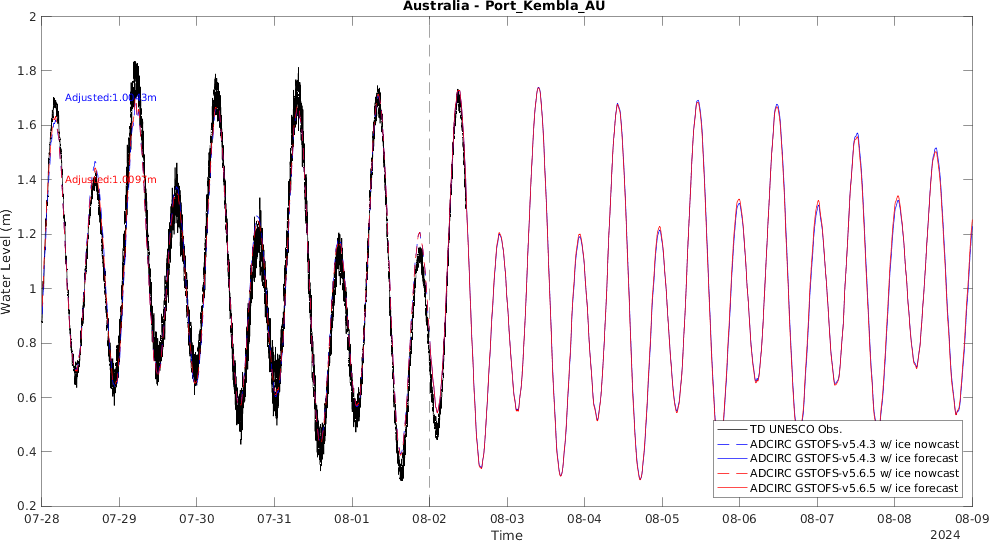 Australia - Port_Kembla_AU
2
1.8
1.6
1.4
1.2
1
0.8
0.6
0.4
0.2
Water Level (m)
Adjusted:1.0097m
TD UNESCO Obs.
ADCIRC GSTOFS-v5.4.3 w/ ice nowcast
ADCIRC GSTOFS-v5.4.3 w/ ice forecast
ADCIRC GSTOFS-v5.6.5 w/ ice nowcast
ADCIRC GSTOFS-v5.6.5 w/ ice forecast
07-28 07-29 07-30 07-31 08-01 08-02 08-03 08-04 08-05 08-06 08-07 08-08 08-09
Time
2024